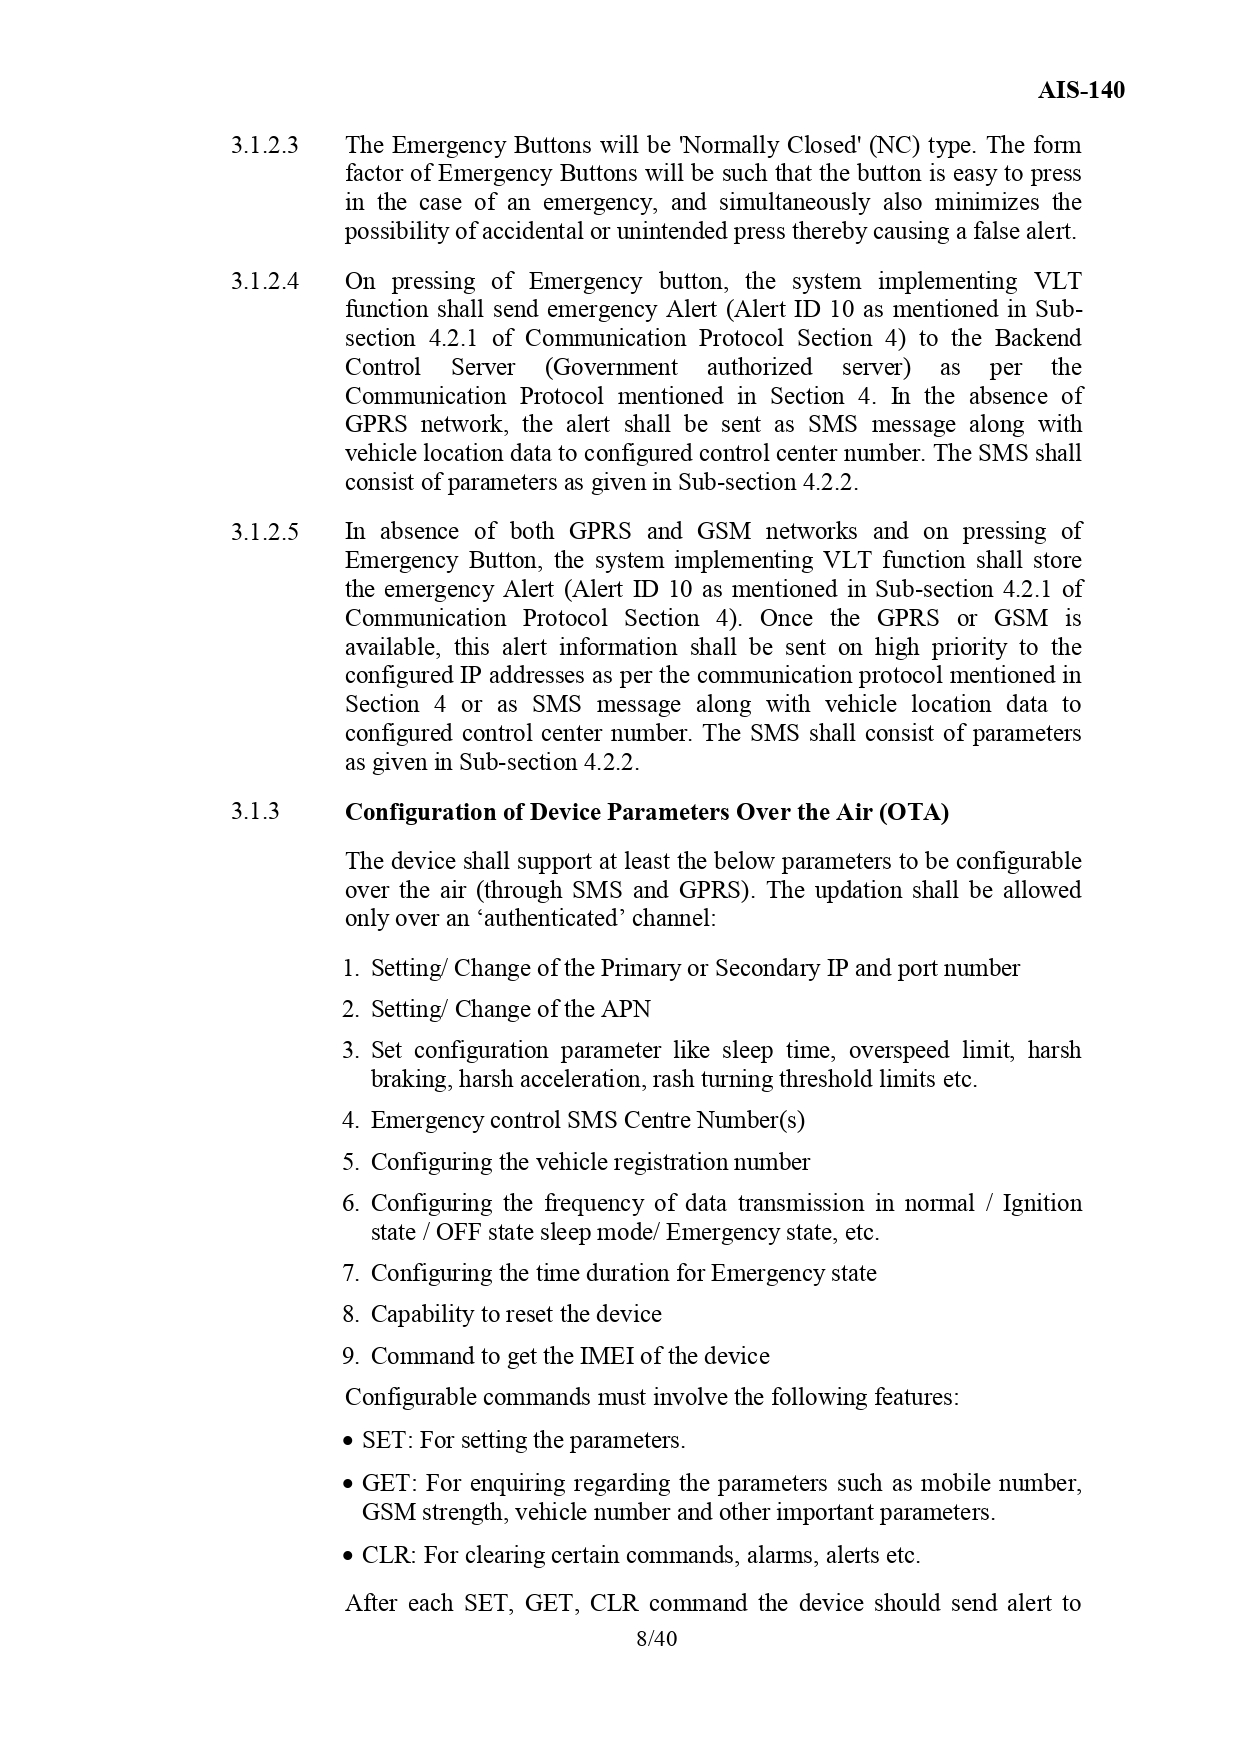 AIS-140
3.1.2.3 The Emergency Buttons will be 'Normally Closed' (NC) type. The form
factor of Emergency Buttons will be such that the button is easy to press
in the case of an emergency, and simultaneously also minimizes the
possibility of accidental or unintended press thereby causing a false alert.
3.1.2.4 On pressing of Emergency button, the system implementing VLT
function shall send emergency Alert (Alert ID 10 as mentioned in Sub-
section 4.2.1 of Communication Protocol Section 4) to the Backend
Control Server (Government authorized server) as per the
Communication Protocol mentioned in Section 4. In the absence of
GPRS network, the alert shall be sent as SMS message along with
vehicle location data to configured control center number. The SMS shall
consist of parameters as given in Sub-section 4.2.2.
3.1.2.5 In absence of both GPRS and GSM networks and on pressing of
Emergency Button, the system implementing VLT function shall store
the emergency Alert (Alert ID 10 as mentioned in Sub-section 4.2.1 of
Communication Protocol Section 4). Once the GPRS or GSM is
available, this alert information shall be sent on high priority to the
configured IP addresses as per the communication protocol mentioned in
Section 4 or as SMS message along with vehicle location data to
configured control center number. The SMS shall consist of parameters
as given in Sub-section 4.2.2.
3.1.3 Configuration of Device Parameters Over the Air (OTA)
The device shall support at least the below parameters to be configurable
over the air (through SMS and GPRS). The updation shall be allowed
only over an ‘authenticated’ channel:
1. Setting/ Change of the Primary or Secondary IP and port number
2. Setting/ Change of the APN
3. Set configuration parameter like sleep time, overspeed limit, harsh
braking, harsh acceleration, rash turning threshold limits etc.
4. Emergency control SMS Centre Number(s)
5. Configuring the vehicle registration number
6. Configuring the frequency of data transmission in normal / Ignition
state / OFF state sleep mode/ Emergency state, etc.
7. Configuring the time duration for Emergency state
8. Capability to reset the device
9. Command to get the IMEI of the device
Configurable commands must involve the following features:
• SET: For setting the parameters.
• GET: For enquiring regarding the parameters such as mobile number,
GSM strength, vehicle number and other important parameters.
• CLR: For clearing certain commands, alarms, alerts etc.
After each SET, GET, CLR command the device should send alert to
8/40